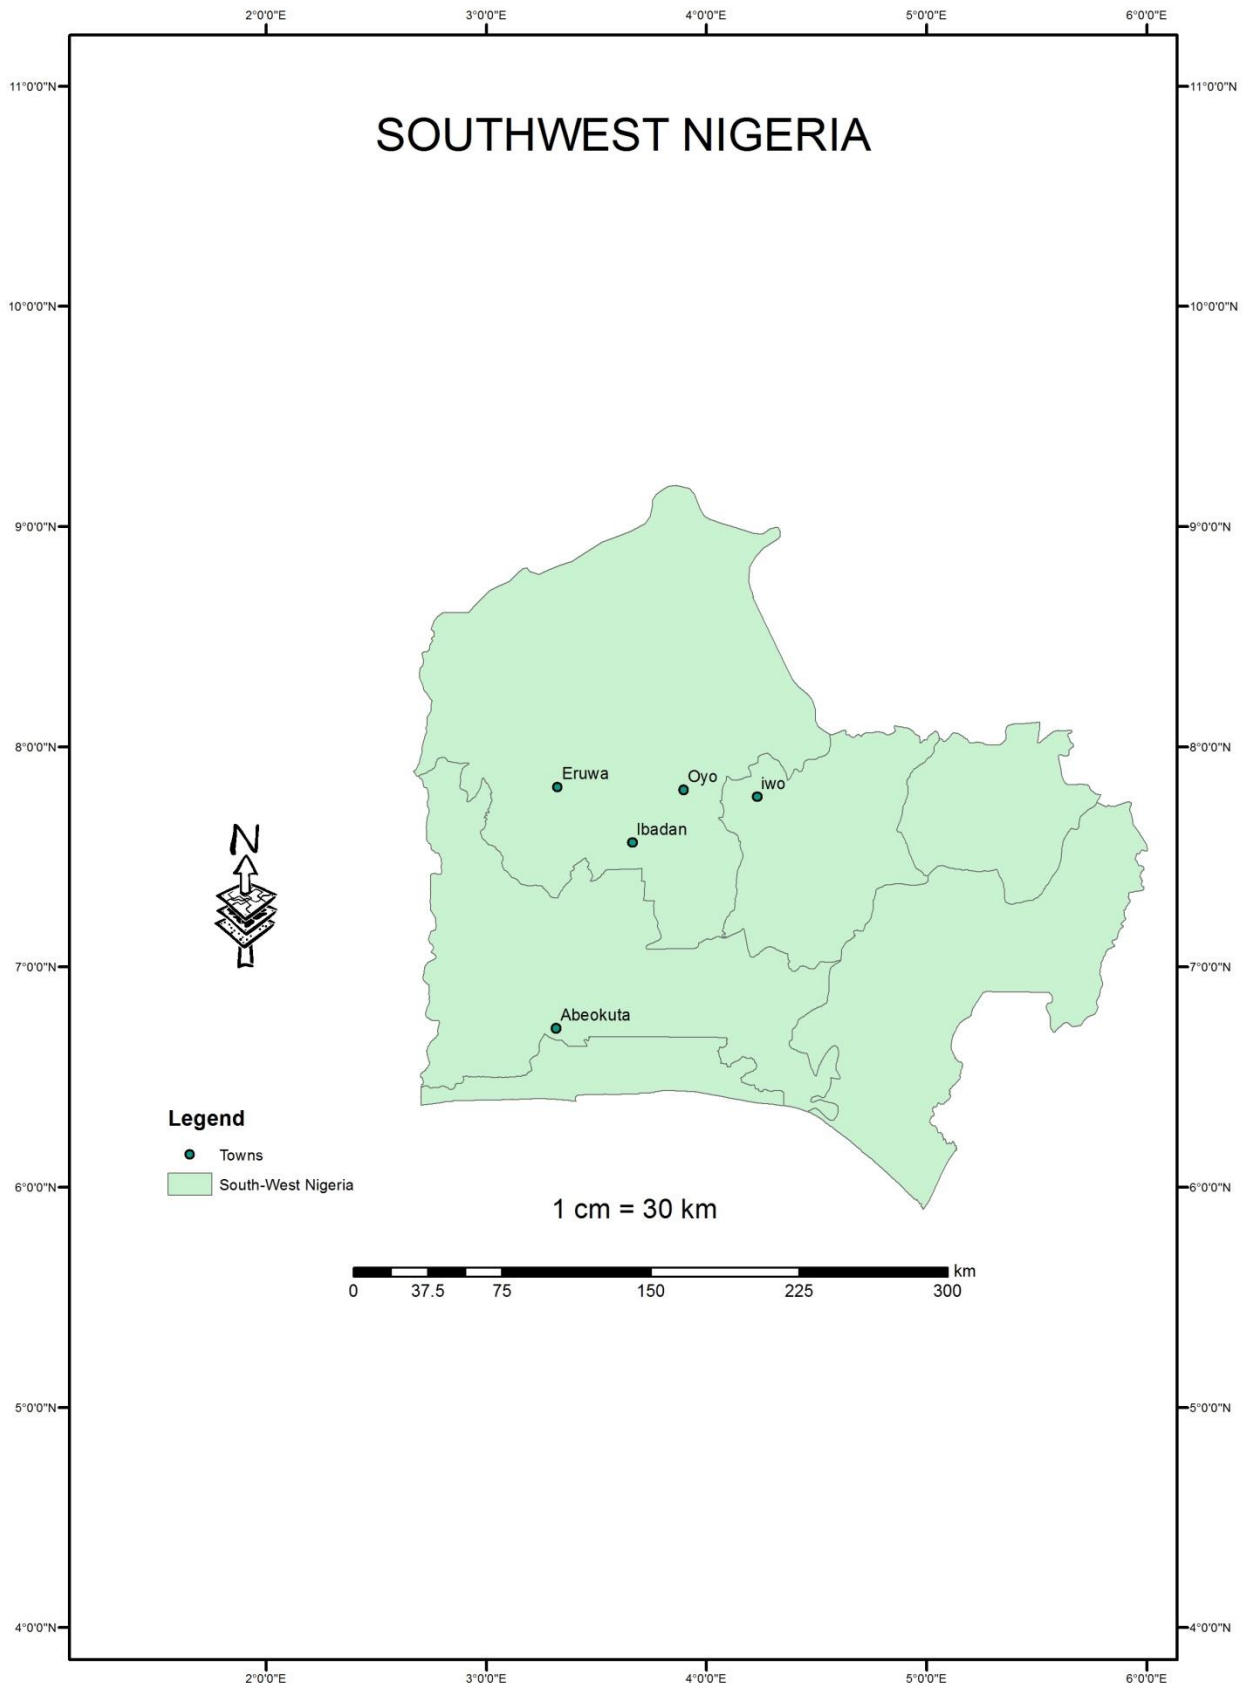 2°0'0"E 3°0'0"E 4°0'0"E 5°0'0"E 6°0'0"E
11°0'0"N 11°0'0"N
SOUTHWEST NIGERIA
10°0'0"N 10°0'0"N
9°0'0"N 9°0'0"N
8°0'0"N 8°0'0"N
Eruwa Oyo iwo
Ibadan
N
7°0'0"N 7°0'0"N
Abeokuta
Legend
Towns
South-West Nigeria
6°0'0"N 6°0'0"N
1 cm = 30 km
km
0 37.5 75 150 225 300
5°0'0"N 5°0'0"N
4°0'0"N 4°0'0"N
2°0'0"E 3°0'0"E 4°0'0"E 5°0'0"E 6°0'0"E